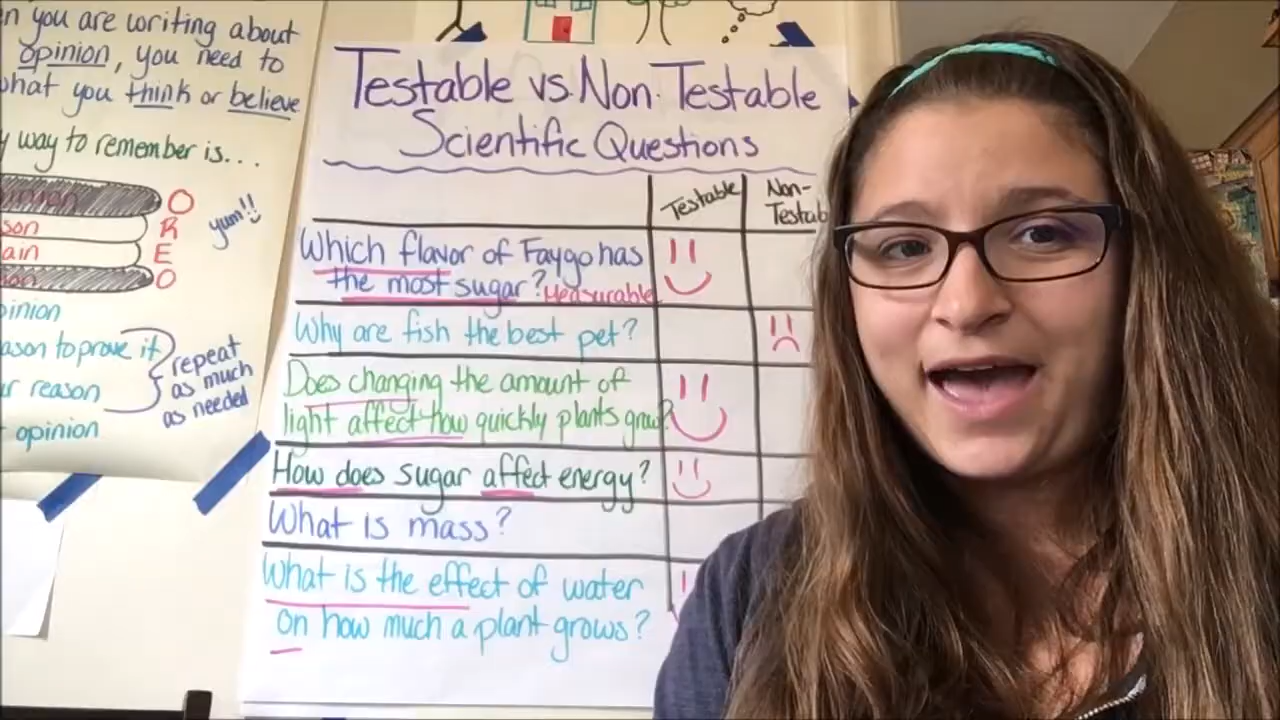 you are writing about
opinion, you need to
what you think or believe
way to remember is...
O
R
E
O
yum!!
opinion
reason to prove it
reason
opinion
repeat
as much
as needed
Testable vs. Non-Testable
Scientific Questions
Testable
Non-
Testab
Which flavor of Faygo has
the most sugar? Measurable
Why are fish the best pet?
Does changing the amount of
light affect how quickly plants grow?
How does sugar affect energy?
What is mass?
What is the effect of water
on how much a plant grows?